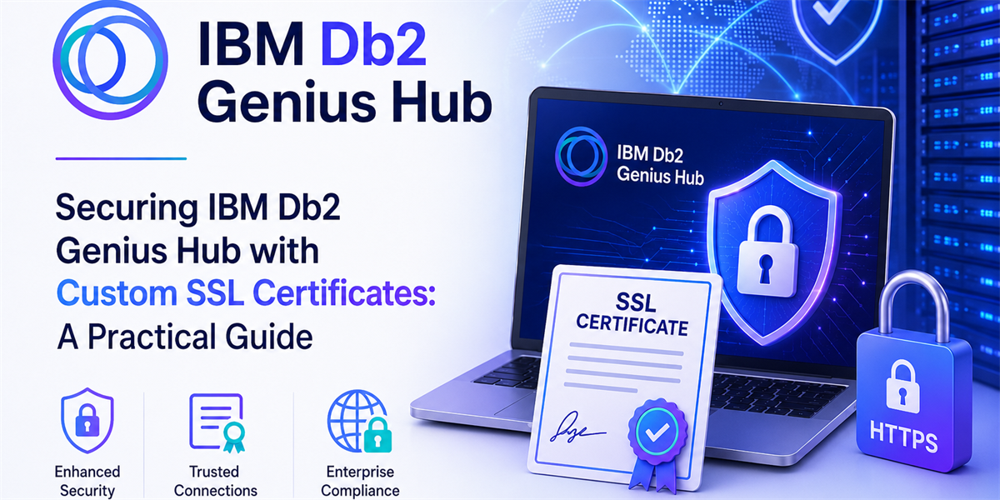 IBM Db2
Genius Hub
Securing IBM Db2
Genius Hub with
Custom SSL Certificates:
A Practical Guide
Enhanced
Security
Trusted
Connections
Enterprise
Compliance
IBM Db2
Genius Hub
SSL
CERTIFICATE
HTTPS